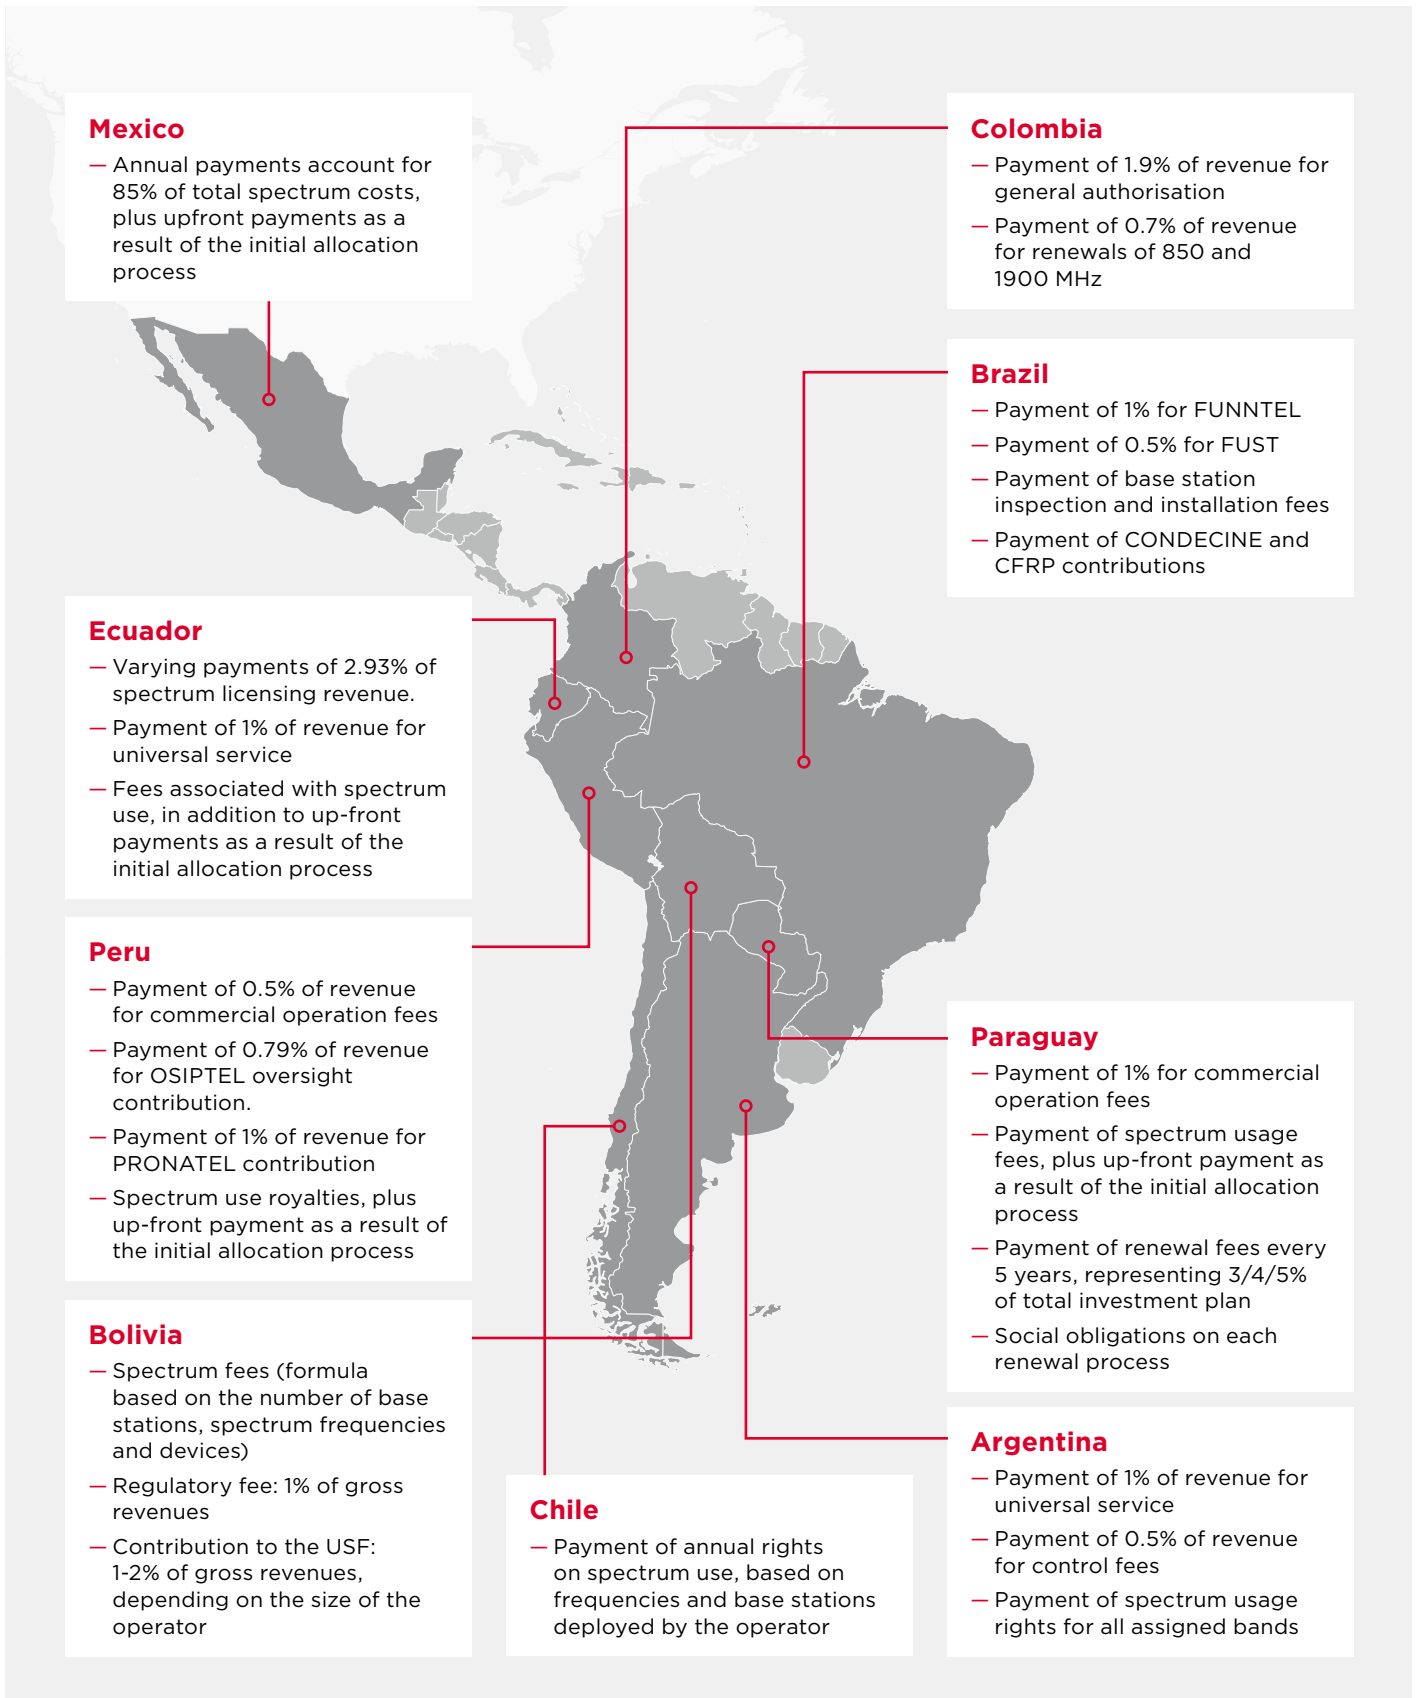 Mexico
— Annual payments account for
85% of total spectrum costs,
plus upfront payments as a
result of the initial allocation
process
Colombia
— Payment of 1.9% of revenue for
general authorisation
— Payment of 0.7% of revenue
for renewals of 850 and
1900 MHz
Brazil
— Payment of 1% for FUNNTEL
— Payment of 0.5% for FUST
— Payment of base station
inspection and installation fees
— Payment of CONDECINE and
CFRP contributions
Ecuador
— Varying payments of 2.93% of
spectrum licensing revenue.
— Payment of 1% of revenue for
universal service
— Fees associated with spectrum
use, in addition to up-front
payments as a result of the
initial allocation process
Peru
— Payment of 0.5% of revenue
for commercial operation fees
— Payment of 0.79% of revenue
for OSIPTEL oversight
contribution.
— Payment of 1% of revenue for
PRONATEL contribution
— Spectrum use royalties, plus
up-front payment as a result of
the initial allocation process
Paraguay
— Payment of 1% for commercial
operation fees
— Payment of spectrum usage
fees, plus up-front payment as
a result of the initial allocation
process
— Payment of renewal fees every
5 years, representing 3/4/5%
of total investment plan
— Social obligations on each
renewal process
Bolivia
— Spectrum fees (formula
based on the number of base
stations, spectrum frequencies
and devices)
— Regulatory fee: 1% of gross
revenues
— Contribution to the USF:
1-2% of gross revenues,
depending on the size of the
operator
Chile
— Payment of annual rights
on spectrum use, based on
frequencies and base stations
deployed by the operator
Argentina
— Payment of 1% of revenue for
universal service
— Payment of 0.5% of revenue
for control fees
— Payment of spectrum usage
rights for all assigned bands